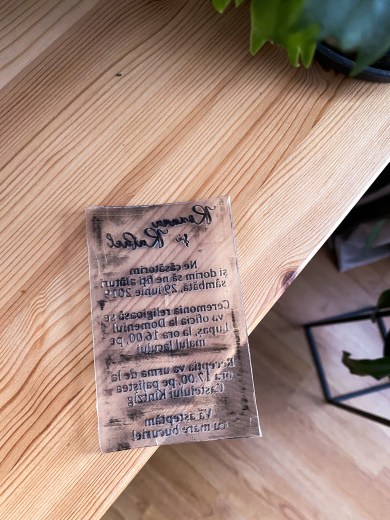 & Rafael
Ne căsătorim
și dorim să ne fiți alături
sâmbătă, 29 iunie
Ceremonia religioasă se
va oficia la Domeniul
Lupaș, la ora 16.00, pe
malul lacului
Recepția va urma de la
ora 17.00, pe pajiștea
Castelului Kintzig
Vă așteptăm
cu mare bucurie!